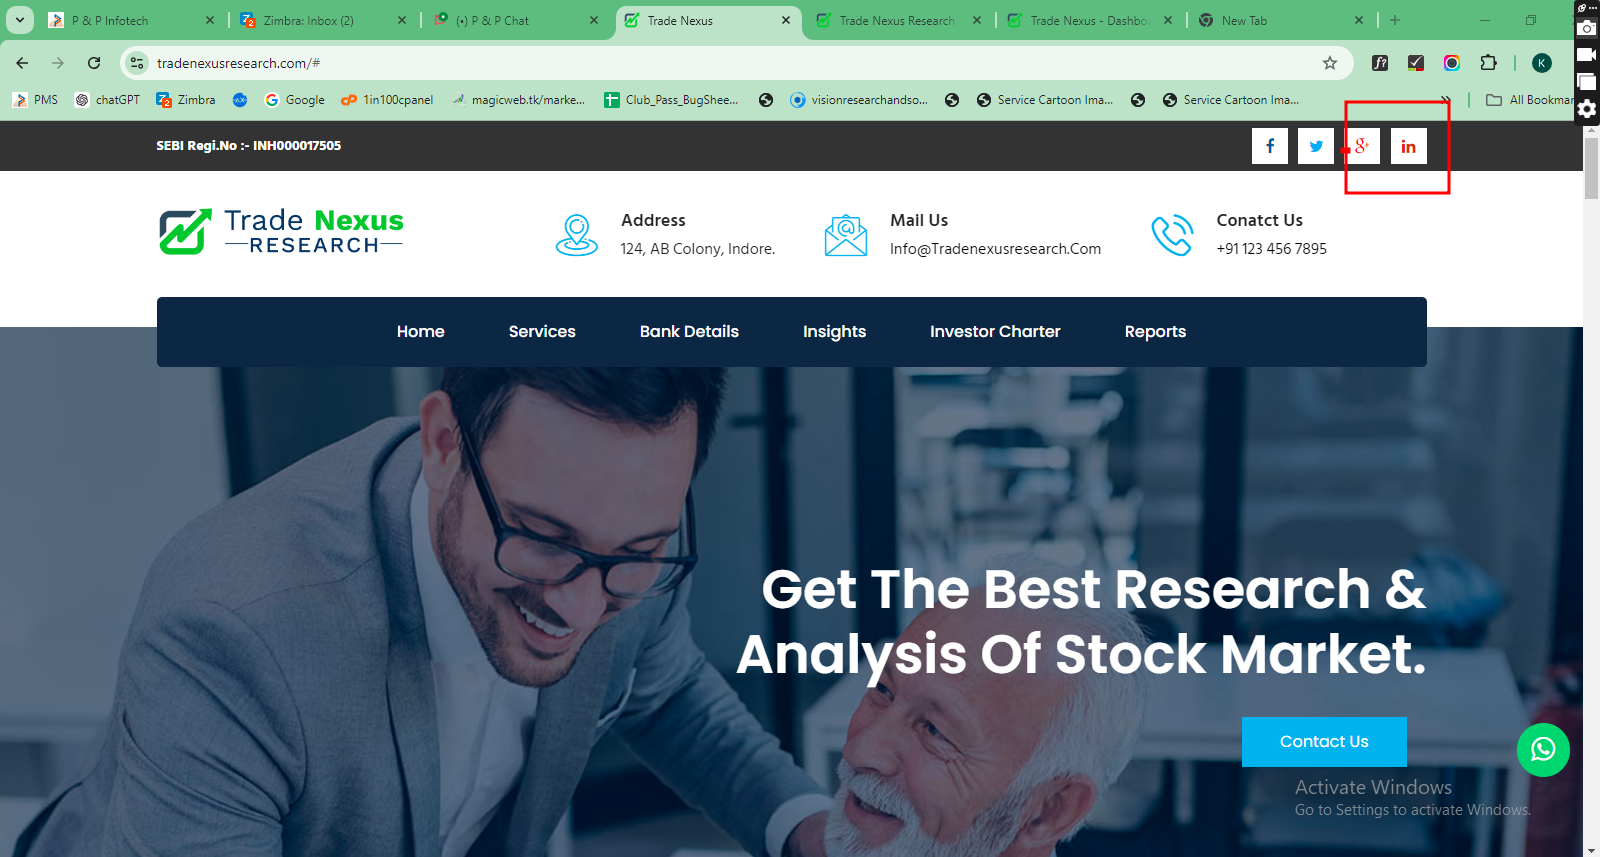 P & P Infotech
Zimbra: Inbox (2)
(•) P & P Chat
Trade Nexus
Trade Nexus Research
Trade Nexus - Dashbo
New Tab
tradenexusresearch.com/#
K
PMS
chatGPT
Zimbra
Google
1in100cpanel
magicweb.tk/marke...
Club_Pass_BugShee...
visionresearchandso...
Service Cartoon Ima...
Service Cartoon Ima...
All Bookmar
SEBI Regi.No :- INH000017505
Trade Nexus
RESEARCH
Address
124, AB Colony, Indore.
Mail Us
Info@Tradenexusresearch.Com
Conatct Us
+91 123 456 7895
Home
Services
Bank Details
Insights
Investor Charter
Reports
Get The Best Research &
Analysis Of Stock Market.
Contact Us
Activate Windows
Go to Settings to activate Windows.